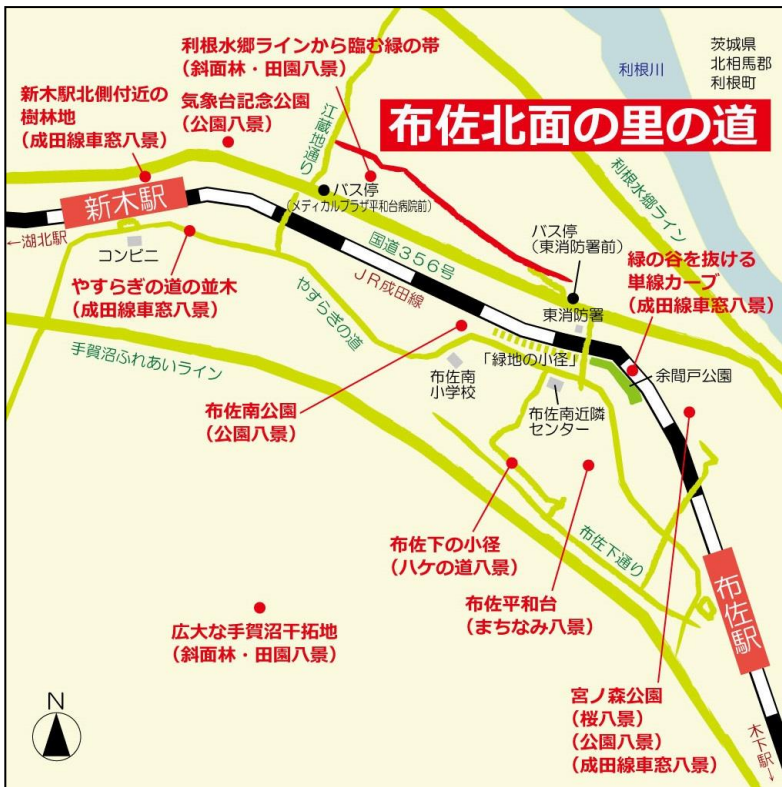 布佐北面の里の道
利根水郷ラインから臨む緑の帯
(斜面林・田園八景)
新木駅北側付近の
樹林地
(成田線車窓八景)
気象台記念公園
(公園八景)
江蔵地通り
利根川
茨城県
北相馬郡
利根町
利根水郷ライン
新木駅
←湖北駅
コンビニ
バス停
(メディカルプラザ平和台病院前)
国道356号
JR成田線
バス停
(東消防署前)
東消防署
緑の谷を抜ける
単線カーブ
(成田線車窓八景)
やすらぎの道の並木
(成田線車窓八景)
やすらぎの道
手賀沼ふれあいライン
布佐南
小学校
「緑地の小径」
余間戸公園
布佐南近隣
センター
布佐南公園
(公園八景)
布佐下の小径
(ハケの道八景)
布佐平和台
(まちなみ八景)
布佐下通り
布佐駅
広大な手賀沼干拓地
(斜面林・田園八景)
宮ノ森公園
(桜八景)
(公園八景)
(成田線車窓八景)
木下駅→
N